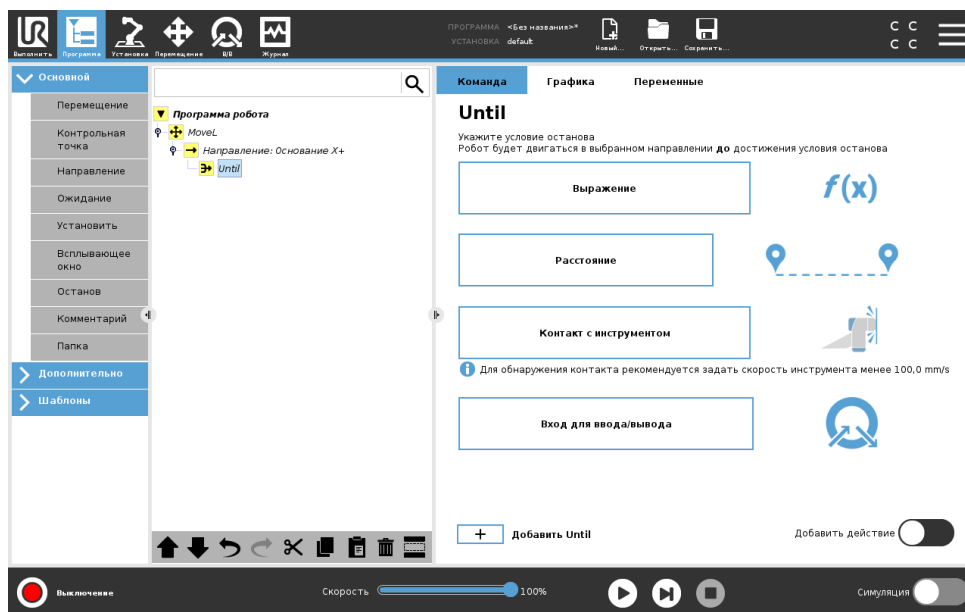 UR
Выполнить
Программа
Установка
Перемещение
В/В
Журнал
ПРОГРАММА <Без названия>*
УСТАНОВКА default
Новый...
Открыть...
Сохранить...
C C
C C
Основной
Перемещение
Контрольная
точка
Направление
Ожидание
Установить
Всплывающее
окно
Останов
Комментарий
Папка
Дополнительно
Шаблоны
Программа робота
MoveL
Направление: Основание X+
Until
Команда
Графика
Переменные
Until
Укажите условие останова
Робот будет двигаться в выбранном направлении до достижения условия останова
Выражение
f(x)
Расстояние
Контакт с инструментом
Для обнаружения контакта рекомендуется задать скорость инструмента менее 100,0 mm/s
Вход для ввода/вывода
+ Добавить Until
Добавить действие
Выключение
Скорость
100%
Симуляция